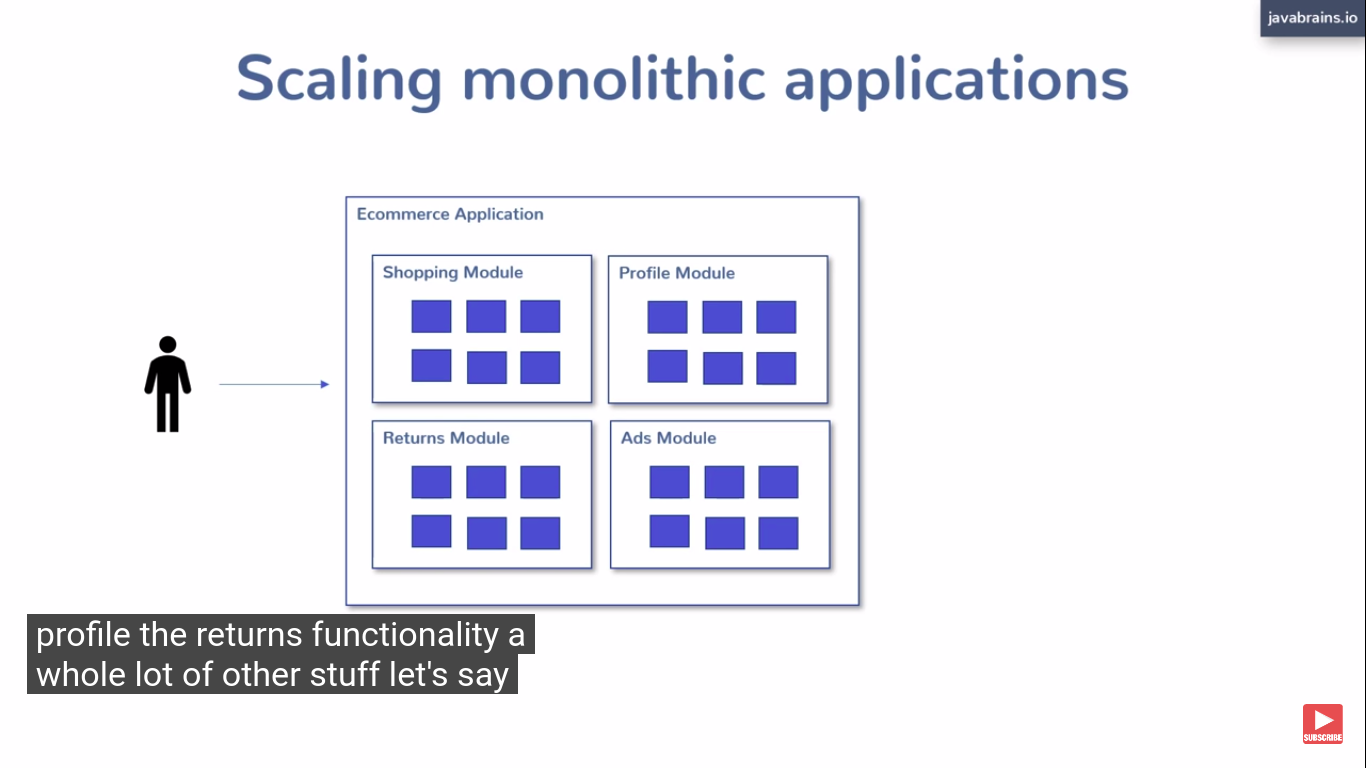 javabrains.io
Scaling monolithic applications
Ecommerce Application
Shopping Module
Profile Module
Returns Module
Ads Module
profile the returns functionality a
whole lot of other stuff let's say
SUBSCRIBE